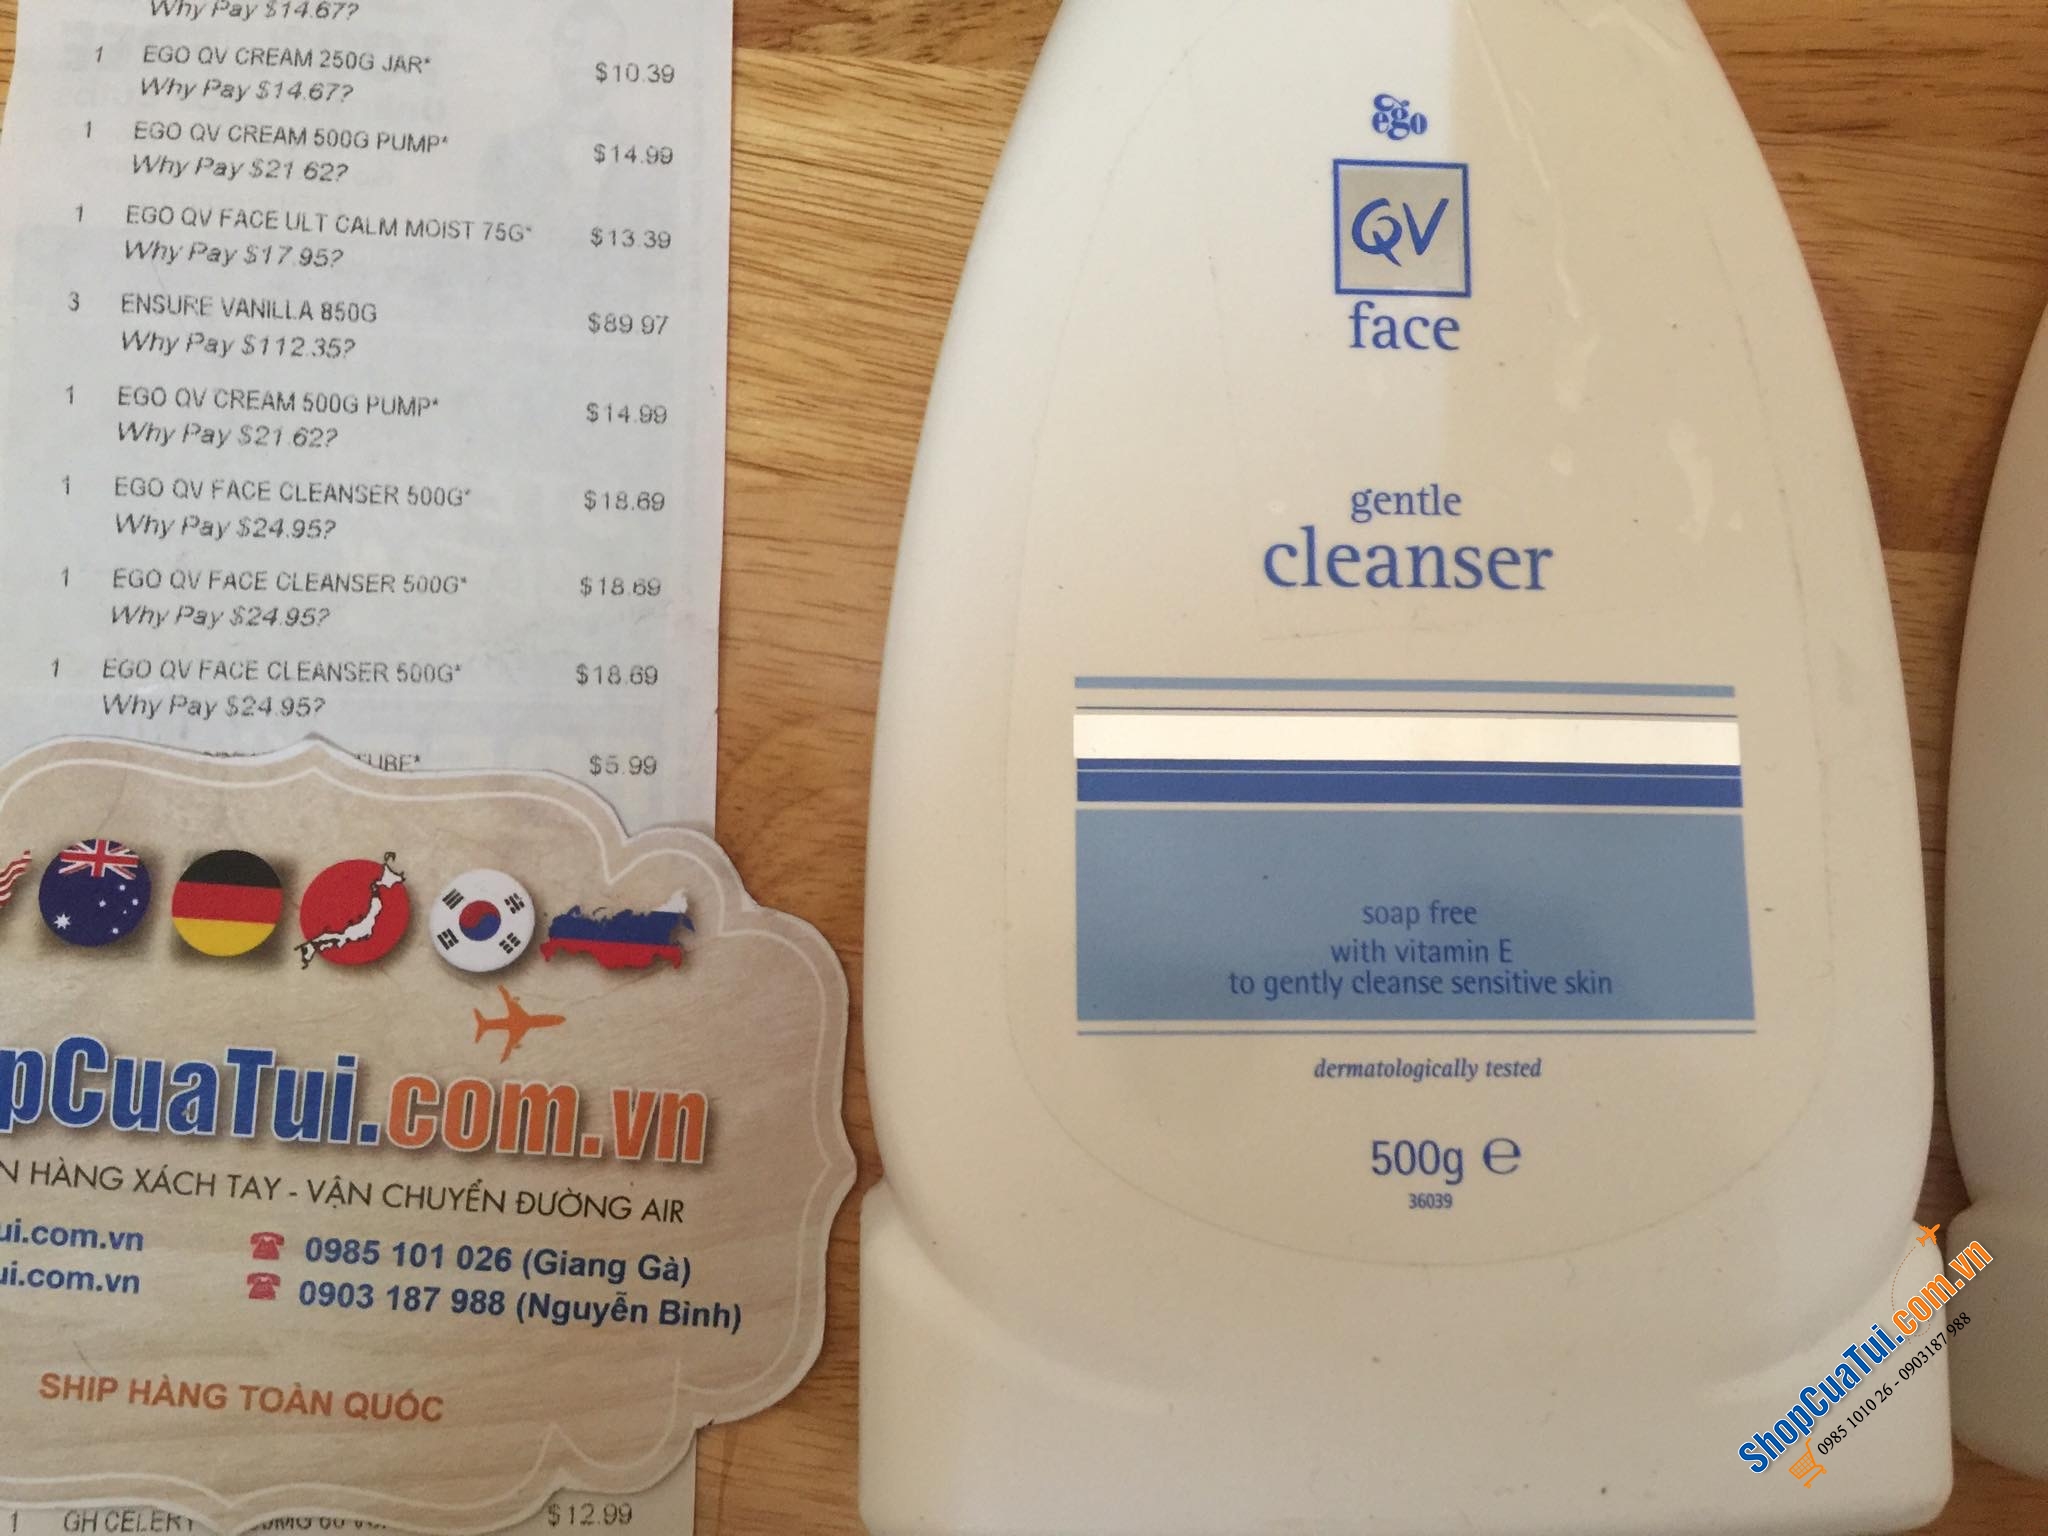 Why Pay $14.67?
1 EGO QV CREAM 250G JAR* $10.39
Why Pay $14.67?
1 EGO QV CREAM 500G PUMP* $14.99
Why Pay $21.62?
1 EGO QV FACE ULT CALM MOIST 75G* $13.39
Why Pay $17.95?
3 ENSURE VANILLA 850G $89.97
Why Pay $112.35?
1 EGO QV CREAM 500G PUMP* $14.99
Why Pay $21.62?
1 EGO QV FACE CLEANSER 500G* $18.69
Why Pay $24.95?
1 EGO QV FACE CLEANSER 500G* $18.69
Why Pay $24.95?
1 EGO QV FACE CLEANSER 500G* $18.69
Why Pay $24.95?
$5.99
pCuaTui.com.vn
N HÀNG XÁCH TAY - VẬN CHUYỂN ĐƯỜNG AIR
ui.com.vn 0985 101 026 (Giang Gà)
ui.com.vn 0903 187 988 (Nguyễn Bình)
SHIP HÀNG TOÀN QUỐC
1 GH CELERY $12.99
ego
QV
face
gentle
cleanser
soap free
with vitamin E
to gently cleanse sensitive skin
dermatologically tested
500g ℮
36039
ShopCuaTui.com.vn
0985 1010 26 - 0903187 988